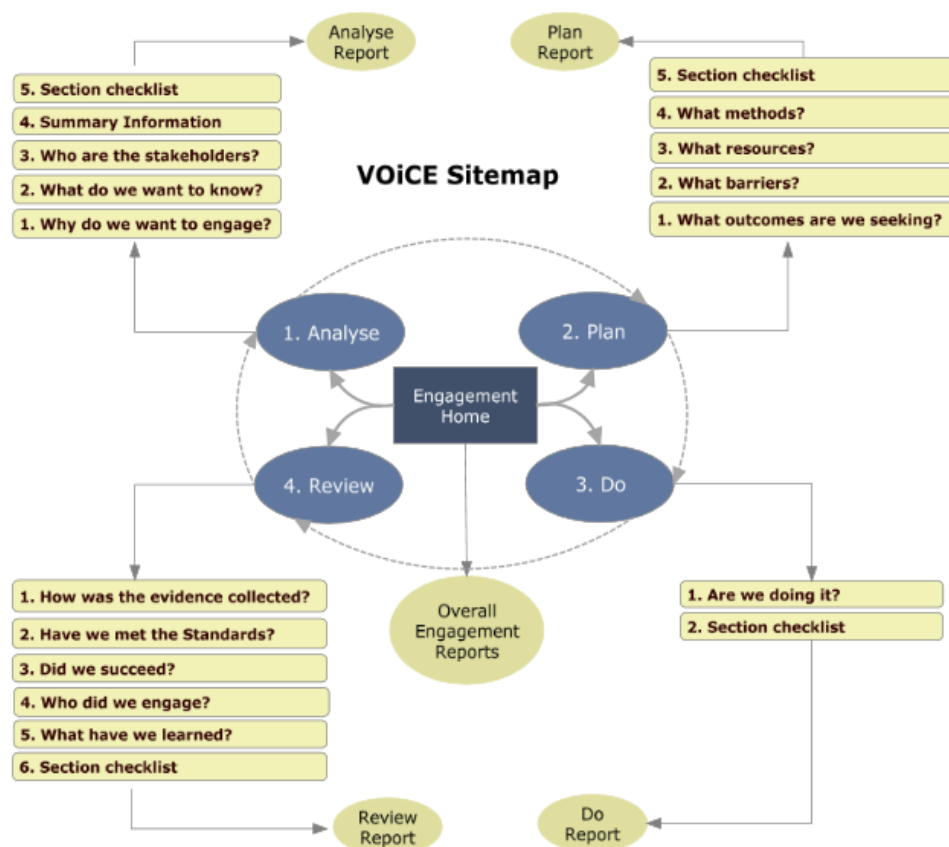 Analyse
Report
Plan
Report
5. Section checklist
4. Summary Information
3. Who are the stakeholders?
2. What do we want to know?
1. Why do we want to engage?
5. Section checklist
4. What methods?
3. What resources?
2. What barriers?
1. What outcomes are we seeking?
VOiCE Sitemap
1. Analyse
2. Plan
Engagement
Home
4. Review
3. Do
Overall
Engagement
Reports
1. How was the evidence collected?
2. Have we met the Standards?
3. Did we succeed?
4. Who did we engage?
5. What have we learned?
6. Section checklist
1. Are we doing it?
2. Section checklist
Review
Report
Do
Report